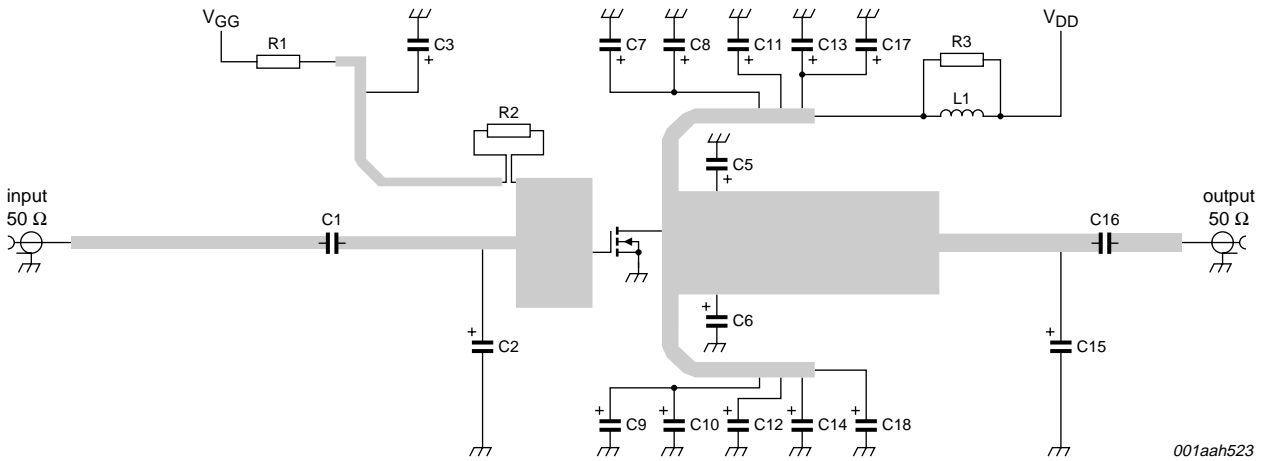 VGG
R1
C3
C7
C8
C11
C13
C17
R3
VDD
L1
R2
C5
input
50 Ω
C1
output
50 Ω
C16
C6
C2
C15
C9
C10
C12
C14
C18
001aah523